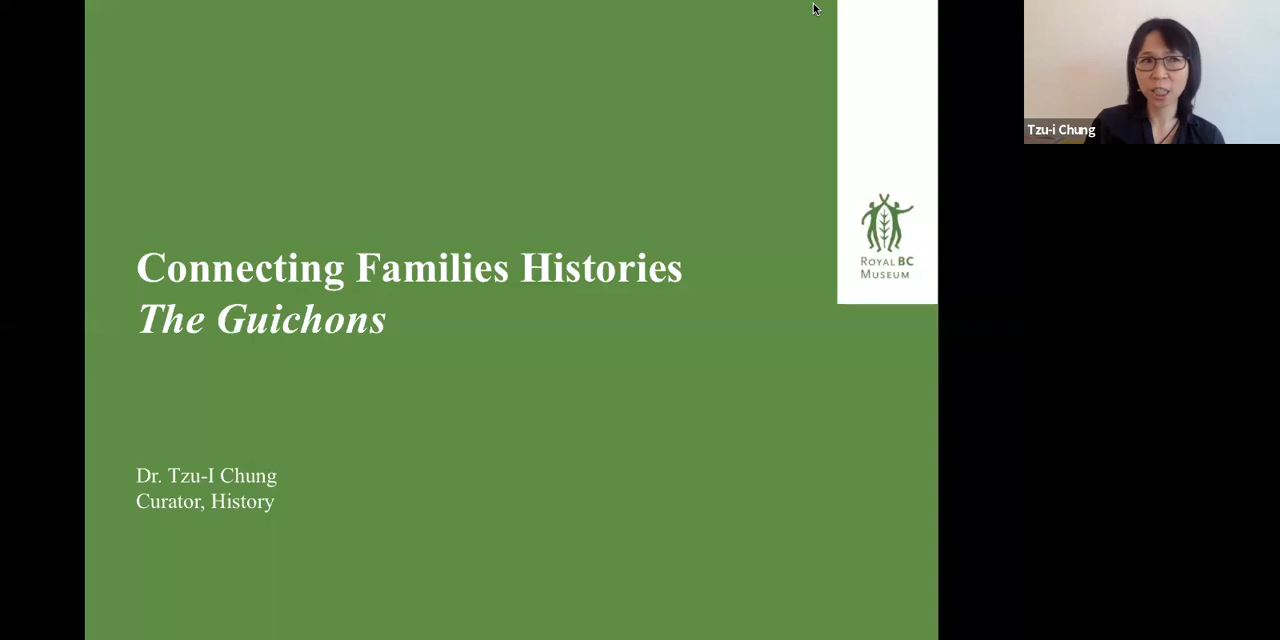 Connecting Families Histories
The Guichons
Dr. Tzu-I Chung
Curator, History
ROYAL BC
MUSEUM
Tzu-i Chung